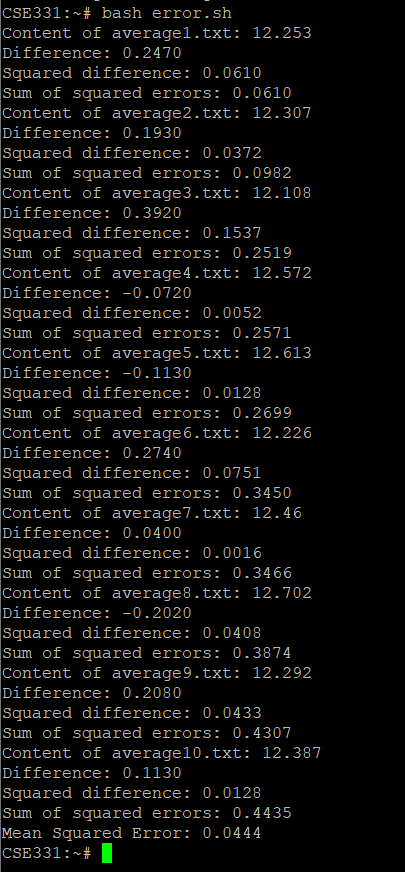 CSE331:~# bash error.sh
Content of average1.txt: 12.253
Difference: 0.2470
Squared difference: 0.0610
Sum of squared errors: 0.0610
Content of average2.txt: 12.307
Difference: 0.1930
Squared difference: 0.0372
Sum of squared errors: 0.0982
Content of average3.txt: 12.108
Difference: 0.3920
Squared difference: 0.1537
Sum of squared errors: 0.2519
Content of average4.txt: 12.572
Difference: -0.0720
Squared difference: 0.0052
Sum of squared errors: 0.2571
Content of average5.txt: 12.613
Difference: -0.1130
Squared difference: 0.0128
Sum of squared errors: 0.2699
Content of average6.txt: 12.226
Difference: 0.2740
Squared difference: 0.0751
Sum of squared errors: 0.3450
Content of average7.txt: 12.46
Difference: 0.0400
Squared difference: 0.0016
Sum of squared errors: 0.3466
Content of average8.txt: 12.702
Difference: -0.2020
Squared difference: 0.0408
Sum of squared errors: 0.3874
Content of average9.txt: 12.292
Difference: 0.2080
Squared difference: 0.0433
Sum of squared errors: 0.4307
Content of average10.txt: 12.387
Difference: 0.1130
Squared difference: 0.0128
Sum of squared errors: 0.4435
Mean Squared Error: 0.0444
CSE331:~#